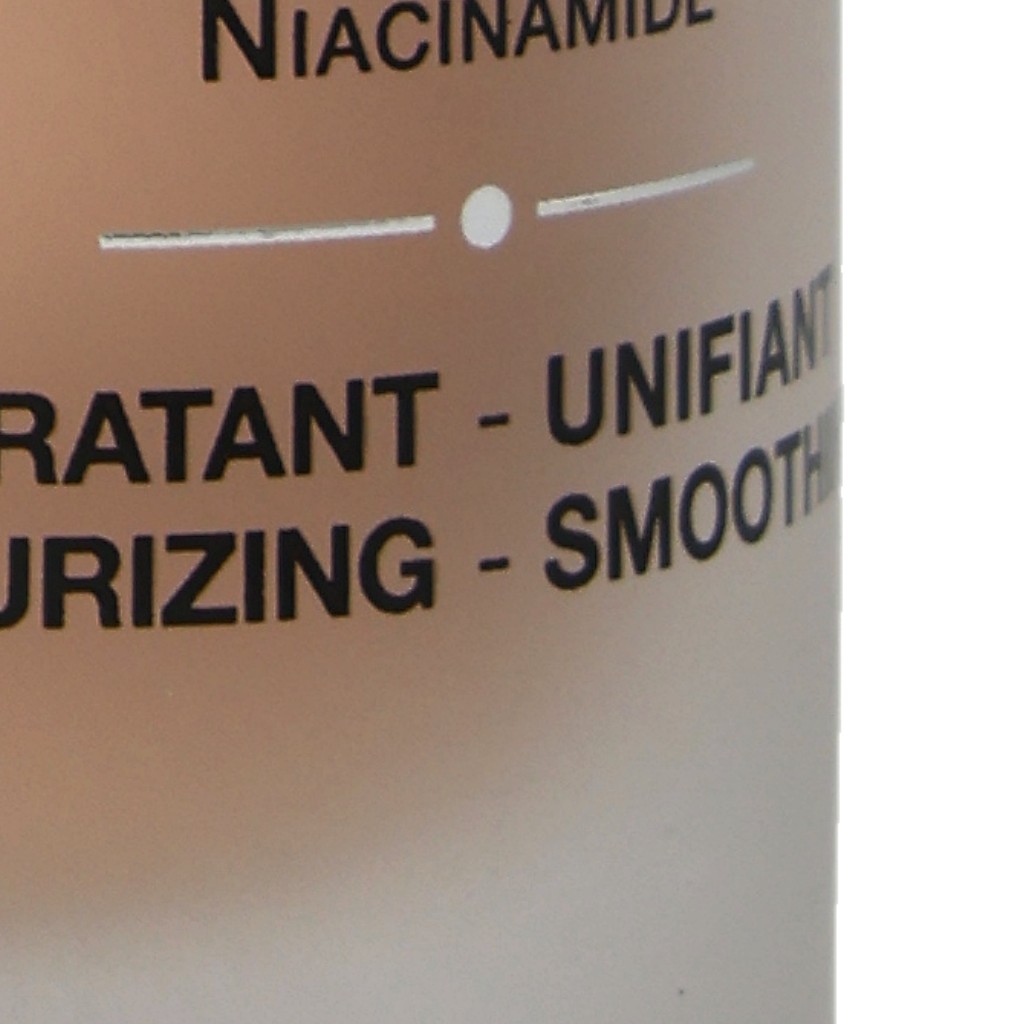 NIACINAMIDE
RATANT - UNIFIANT
URIZING - SMOOTH